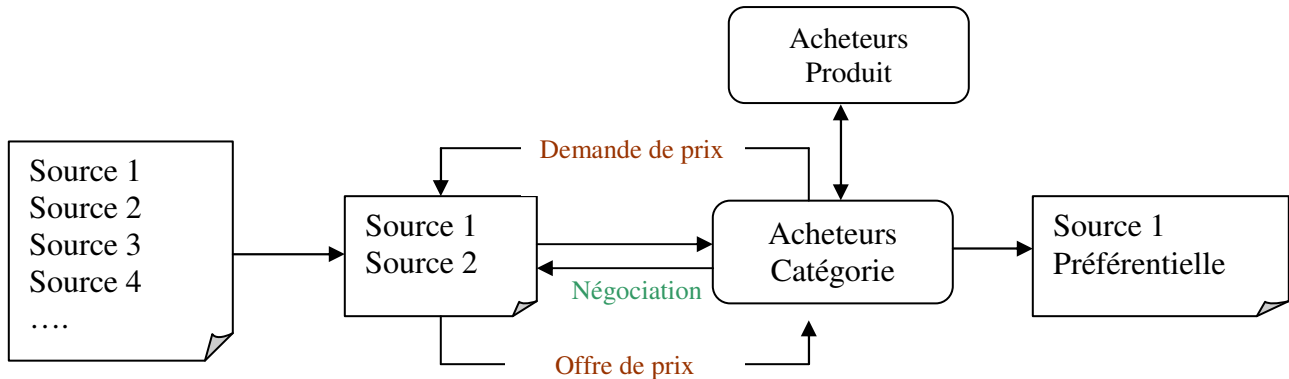 Acheteurs
Produit
Demande de prix
Source 1
Source 2
Source 3
Source 4
….
Source 1
Source 2
Négociation
Offre de prix
Acheteurs
Catégorie
Source 1
Préférentielle